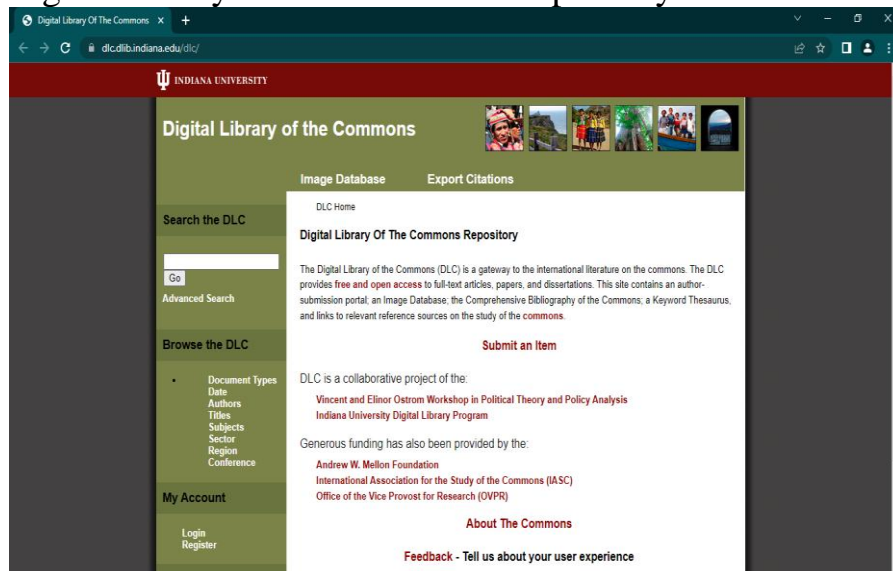 Digital Library Of The Commons
dlc.dlib.indiana.edu/dlc/
INDIANA UNIVERSITY
Digital Library of the Commons
Image Database
Export Citations
Search the DLC
Go
Advanced Search
Browse the DLC
Document Types
Date
Authors
Titles
Subjects
Sector
Region
Conference
My Account
Login
Register
DLC Home
Digital Library Of The Commons Repository
The Digital Library of the Commons (DLC) is a gateway to the international literature on the commons. The DLC
provides free and open access to full-text articles, papers, and dissertations. This site contains an author-
submission portal; an Image Database; the Comprehensive Bibliography of the Commons; a Keyword Thesaurus,
and links to relevant reference sources on the study of the commons.
Submit an Item
DLC is a collaborative project of the:
Vincent and Elinor Ostrom Workshop in Political Theory and Policy Analysis
Indiana University Digital Library Program
Generous funding has also been provided by the:
Andrew W. Mellon Foundation
International Association for the Study of the Commons (IASC)
Office of the Vice Provost for Research (OVPR)
About The Commons
Feedback - Tell us about your user experience